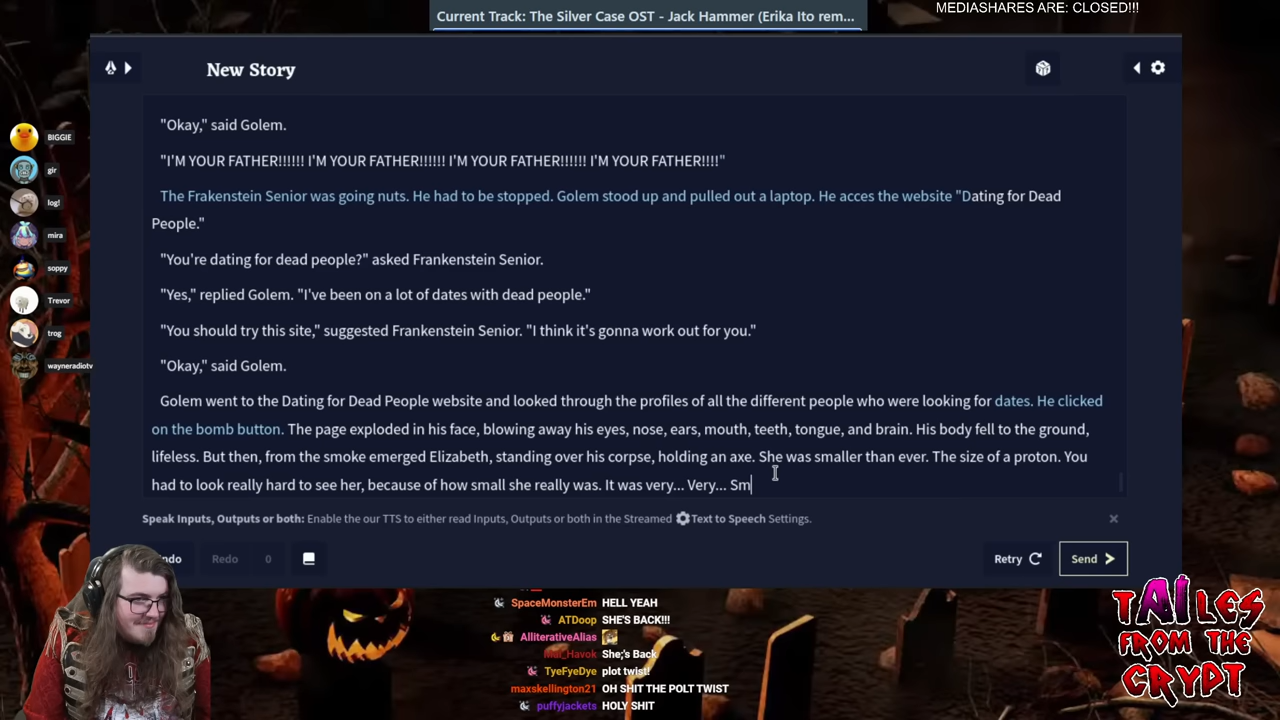 Current Track: The Silver Case OST - Jack Hammer (Erika Ito rem...
MEDIASHARES ARE: CLOSED!!!
New Story
"Okay," said Golem.
"I'M YOUR FATHER!!!!!! I'M YOUR FATHER!!!!!! I'M YOUR FATHER!!!!!! I'M YOUR FATHER!!!!"
The Frakenstein Senior was going nuts. He had to be stopped. Golem stood up and pulled out a laptop. He acces the website "Dating for Dead
People."
"You're dating for dead people?" asked Frankenstein Senior.
"Yes," replied Golem. "I've been on a lot of dates with dead people."
"You should try this site," suggested Frankenstein Senior. "I think it's gonna work out for you."
"Okay," said Golem.
Golem went to the Dating for Dead People website and looked through the profiles of all the different people who were looking for dates. He clicked
on the bomb button. The page exploded in his face, blowing away his eyes, nose, ears, mouth, teeth, tongue, and brain. His body fell to the ground,
lifeless. But then, from the smoke emerged Elizabeth, standing over his corpse, holding an axe. She was smaller than ever. The size of a proton. You
had to look really hard to see her, because of how small she really was. It was very... Very... Sm
Speak Inputs, Outputs or both: Enable the our TTS to either read Inputs, Outputs or both in the Streamed Text to Speech Settings.
ndo Redo 0 Retry Send
BIGGIE
gir
log!
mira
soppy
Trevor
trog
wayneradiotv
SpaceMonsterEm HELL YEAH
ATDoop SHE'S BACK!!!
AlliterativeAlias
Havok She;'s Back
TyeFyeDye plot twist!
maxskellington21 OH SHIT THE POLT TWIST
puffyjackets HOLY SHIT
TAILES
FROM THE
CRYPT